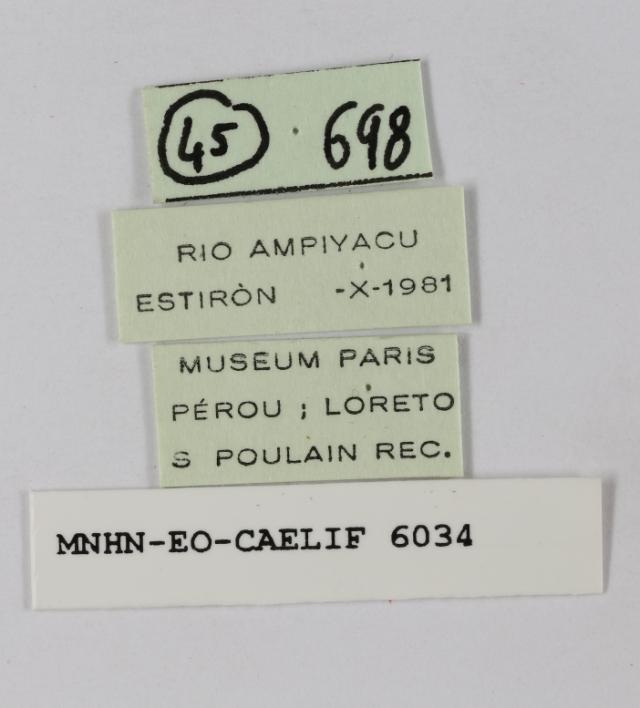 45 698
RIO AMPIYACU
ESTIRÒN -X-1981
MUSEUM PARIS
PÉROU ; LORETO
S POULAIN REC.
MNHN-EO-CAELIF 6034